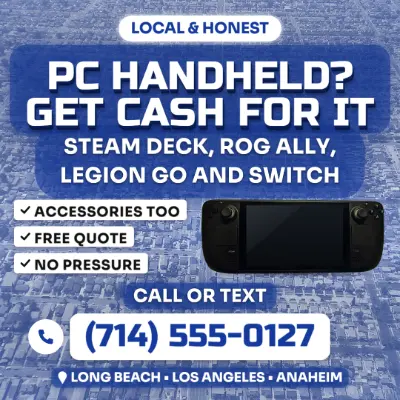 LOCAL & HONEST
PC HANDHELD?
GET CASH FOR IT
STEAM DECK, ROG ALLY,
LEGION GO AND SWITCH
✓ ACCESSORIES TOO
✓ FREE QUOTE
✓ NO PRESSURE
CALL OR TEXT
(714) 555-0127
LONG BEACH • LOS ANGELES • ANAHEIM